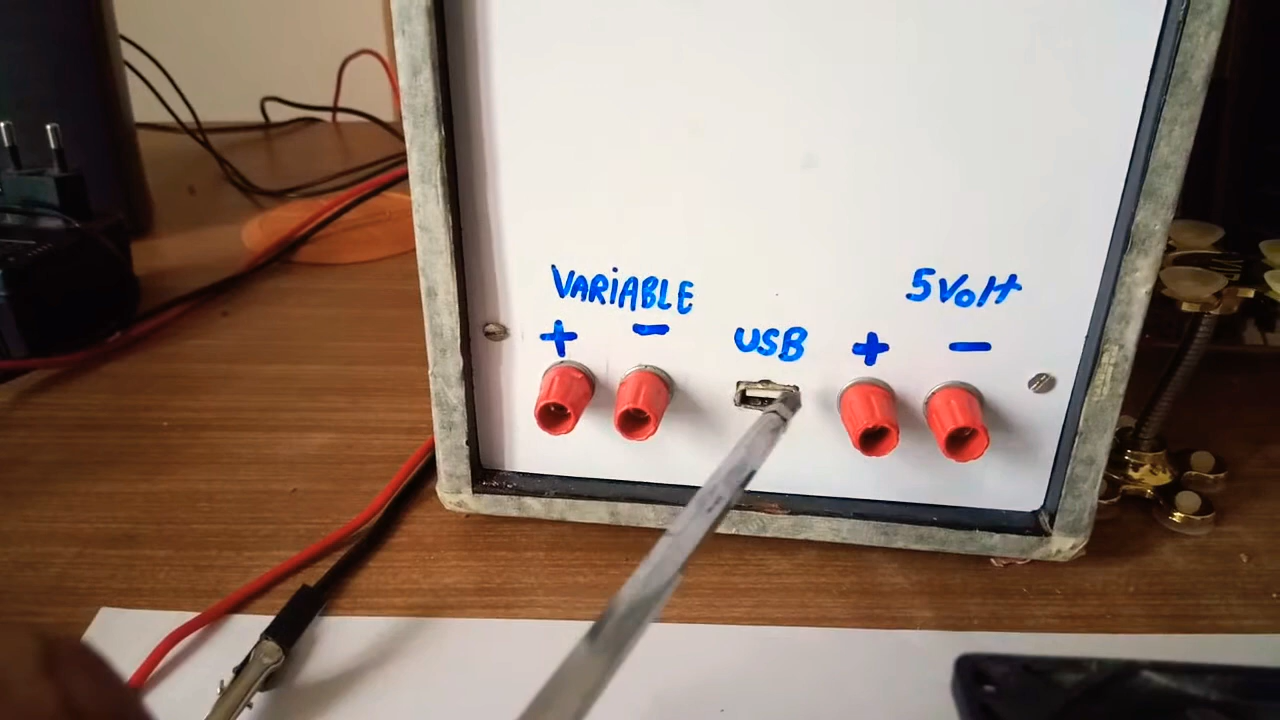 VARiABLE
+ -
USB
5Volt
+ -